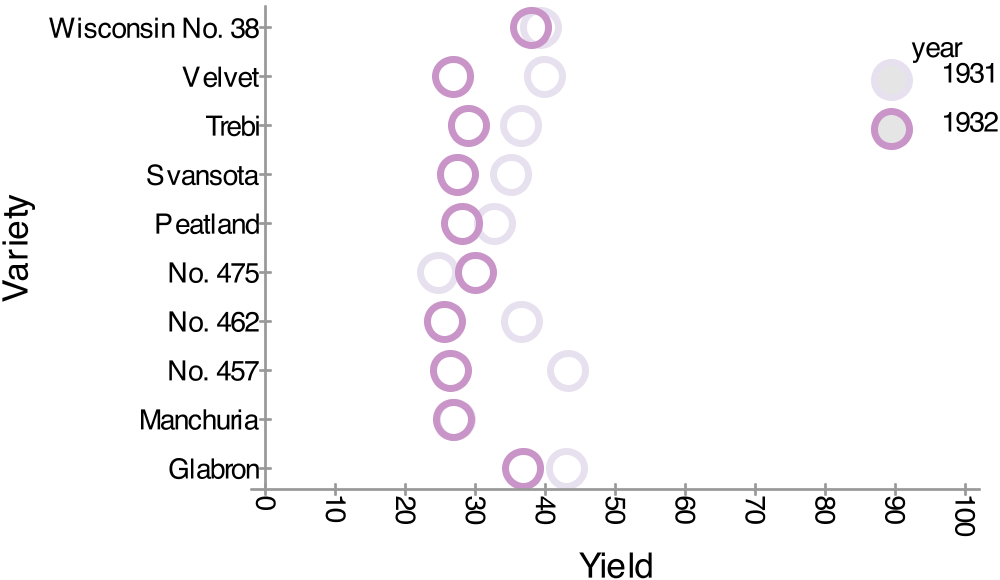 Wisconsin No. 38
Velvet
Trebi
Svansota
Peatland
No. 475
No. 462
No. 457
Manchuria
Glabron
Variety
0 10 20 30 40 50 60 70 80 90 100
Yield
year
1931
1932